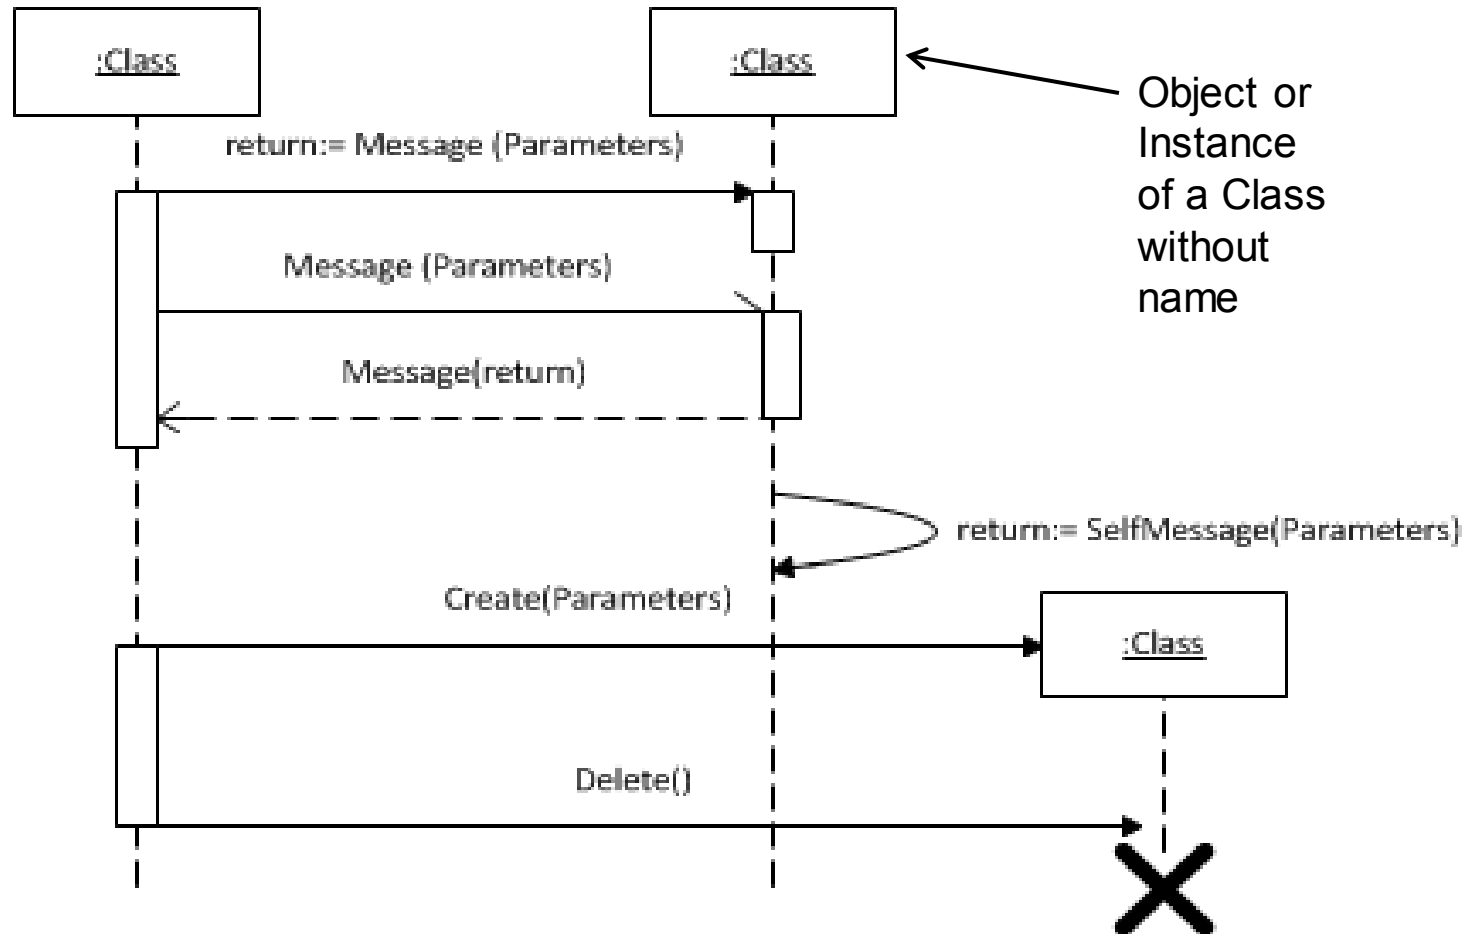 :Class
:Class
Object or
Instance
of a Class
without
name
return:= Message (Parameters)
Message (Parameters)
Message(return)
return:= SelfMessage(Parameters)
Create(Parameters)
:Class
Delete()